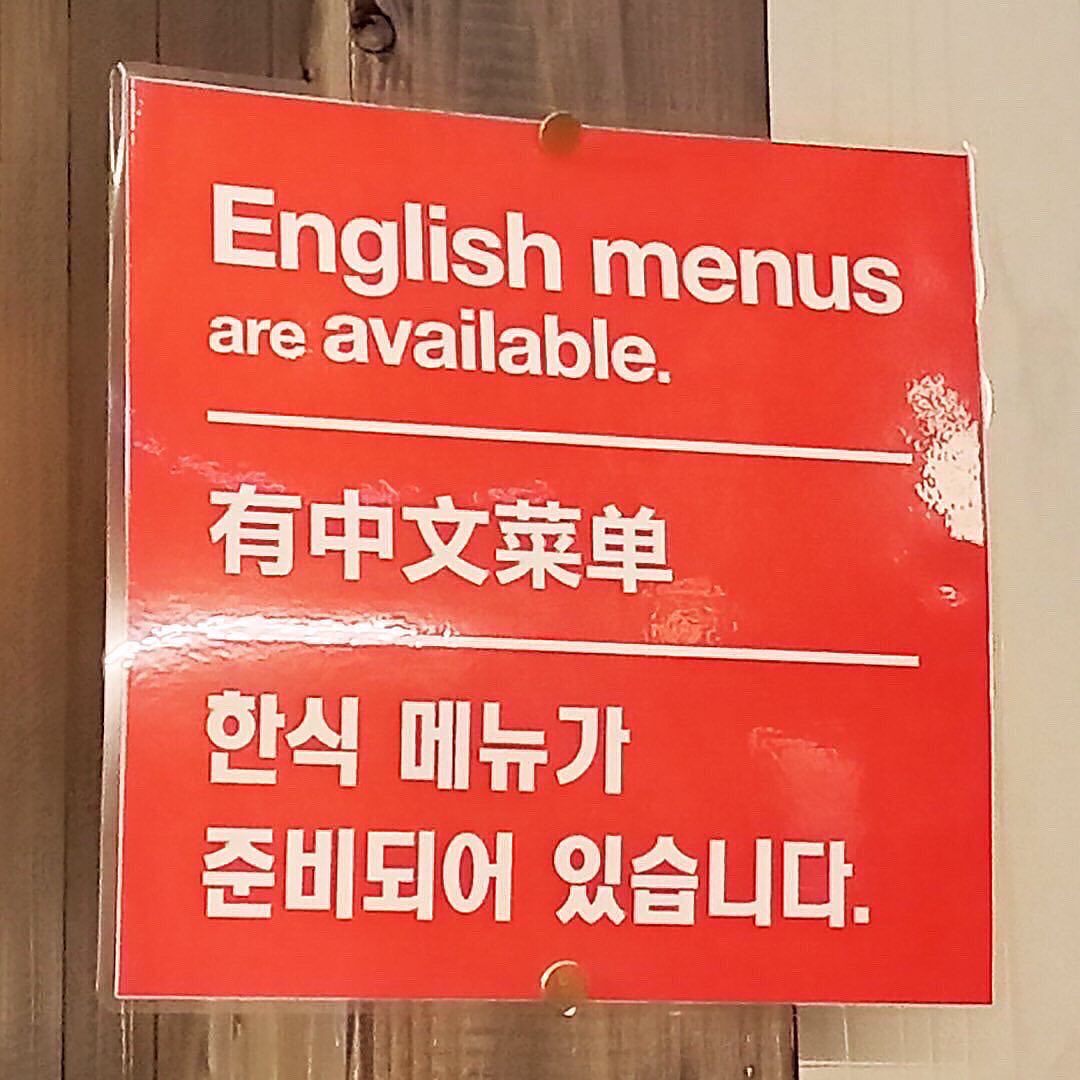 English menus
are available.
有中文菜单
한식 메뉴가
준비되어 있습니다.